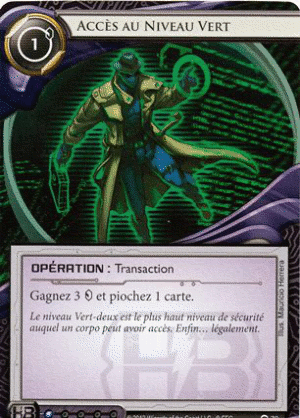 Accès au Niveau Vert
1
OPÉRATION : Transaction
Gagnez 3 et piochez 1 carte.
Le niveau Vert-deux est le plus haut niveau de sécurité
auquel un corpo peut avoir accès. Enfin... légalement.
Illus. Mauricio Herrera
HB